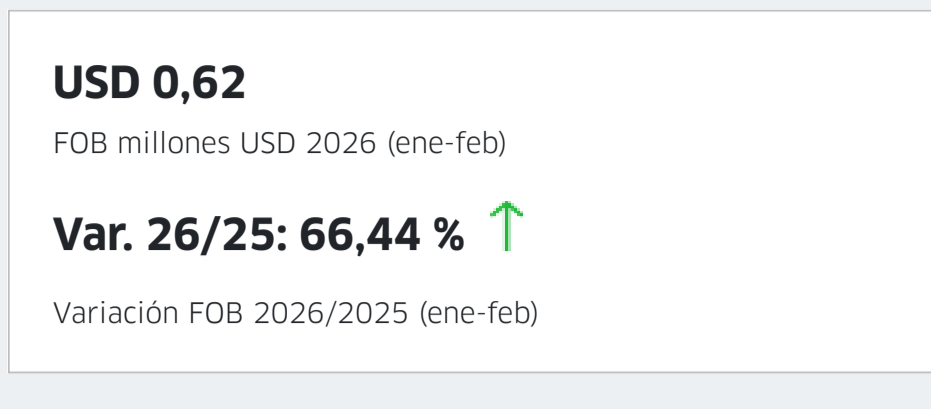 USD 0,62
FOB millones USD 2026 (ene-feb)
Var. 26/25: 66,44 %
Variación FOB 2026/2025 (ene-feb)